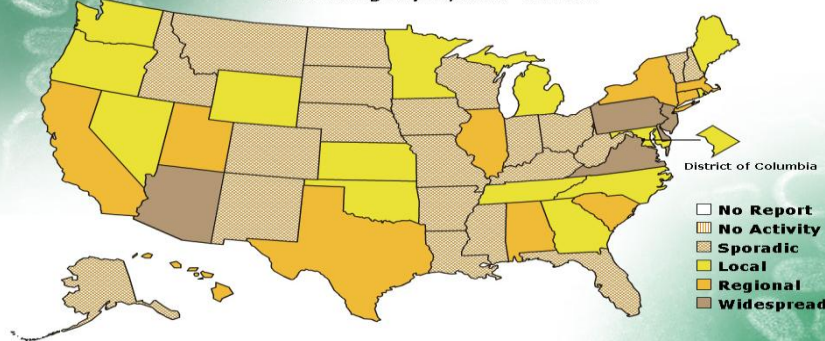 District of Columbia
No Report
No Activity
Sporadic
Local
Regional
Widespread